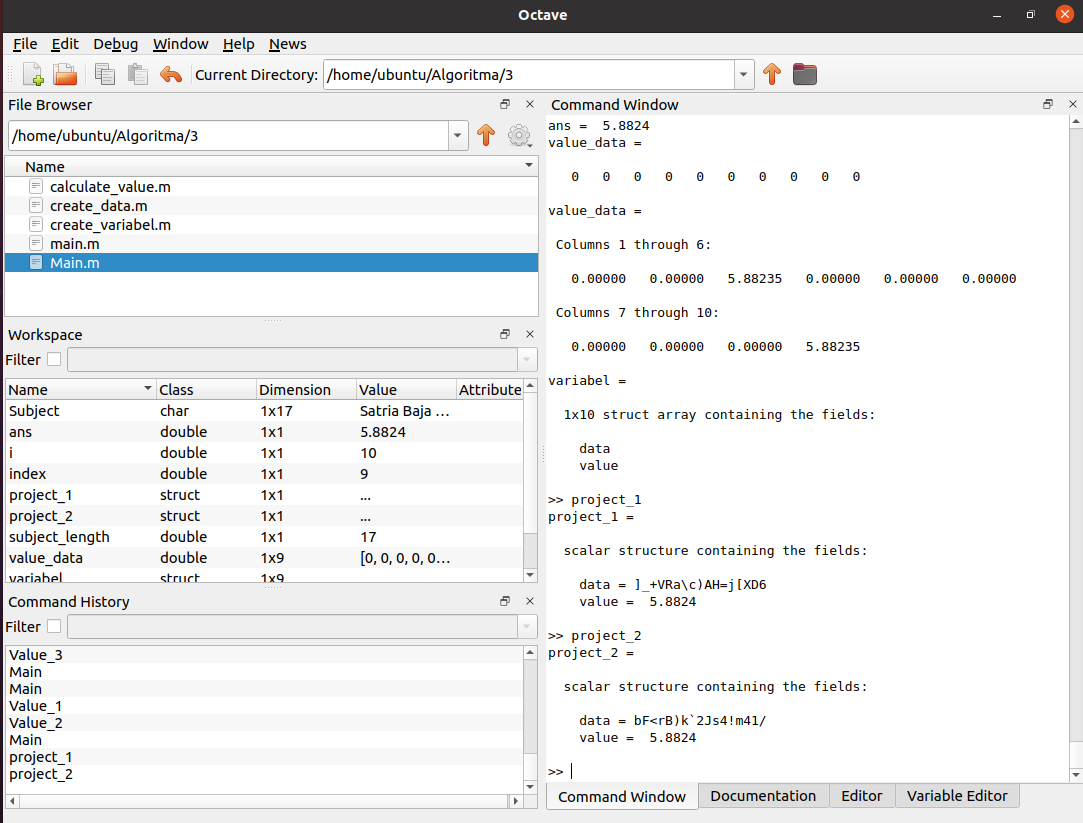 Octave
File Edit Debug Window Help News
Current Directory: /home/ubuntu/Algoritma/3
File Browser
/home/ubuntu/Algoritma/3
Name
calculate_value.m
create_data.m
create_variabel.m
main.m
Main.m
Workspace
Filter
Name Class Dimension Value Attribute
Subject char 1x17 Satria Baja ...
ans double 1x1 5.8824
i double 1x1 10
index double 1x1 9
project_1 struct 1x1 ...
project_2 struct 1x1 ...
subject_length double 1x1 17
value_data double 1x9 [0, 0, 0, 0, 0...
variabel struct 1x9
Command History
Filter
Value_3
Main
Main
Value_1
Value_2
Main
project_1
project_2
Command Window
ans = 5.8824
value_data =
0 0 0 0 0 0 0 0 0 0
value_data =
Columns 1 through 6:
0.00000 0.00000 5.88235 0.00000 0.00000 0.00000
Columns 7 through 10:
0.00000 0.00000 0.00000 5.88235
variabel =
1x10 struct array containing the fields:
data
value
>> project_1
project_1 =
scalar structure containing the fields:
data = ]_+VRa\c)AH=j[XD6
value = 5.8824
>> project_2
project_2 =
scalar structure containing the fields:
data = bF<rB)k`2Js4!m41/
value = 5.8824
>>
Command Window Documentation Editor Variable Editor